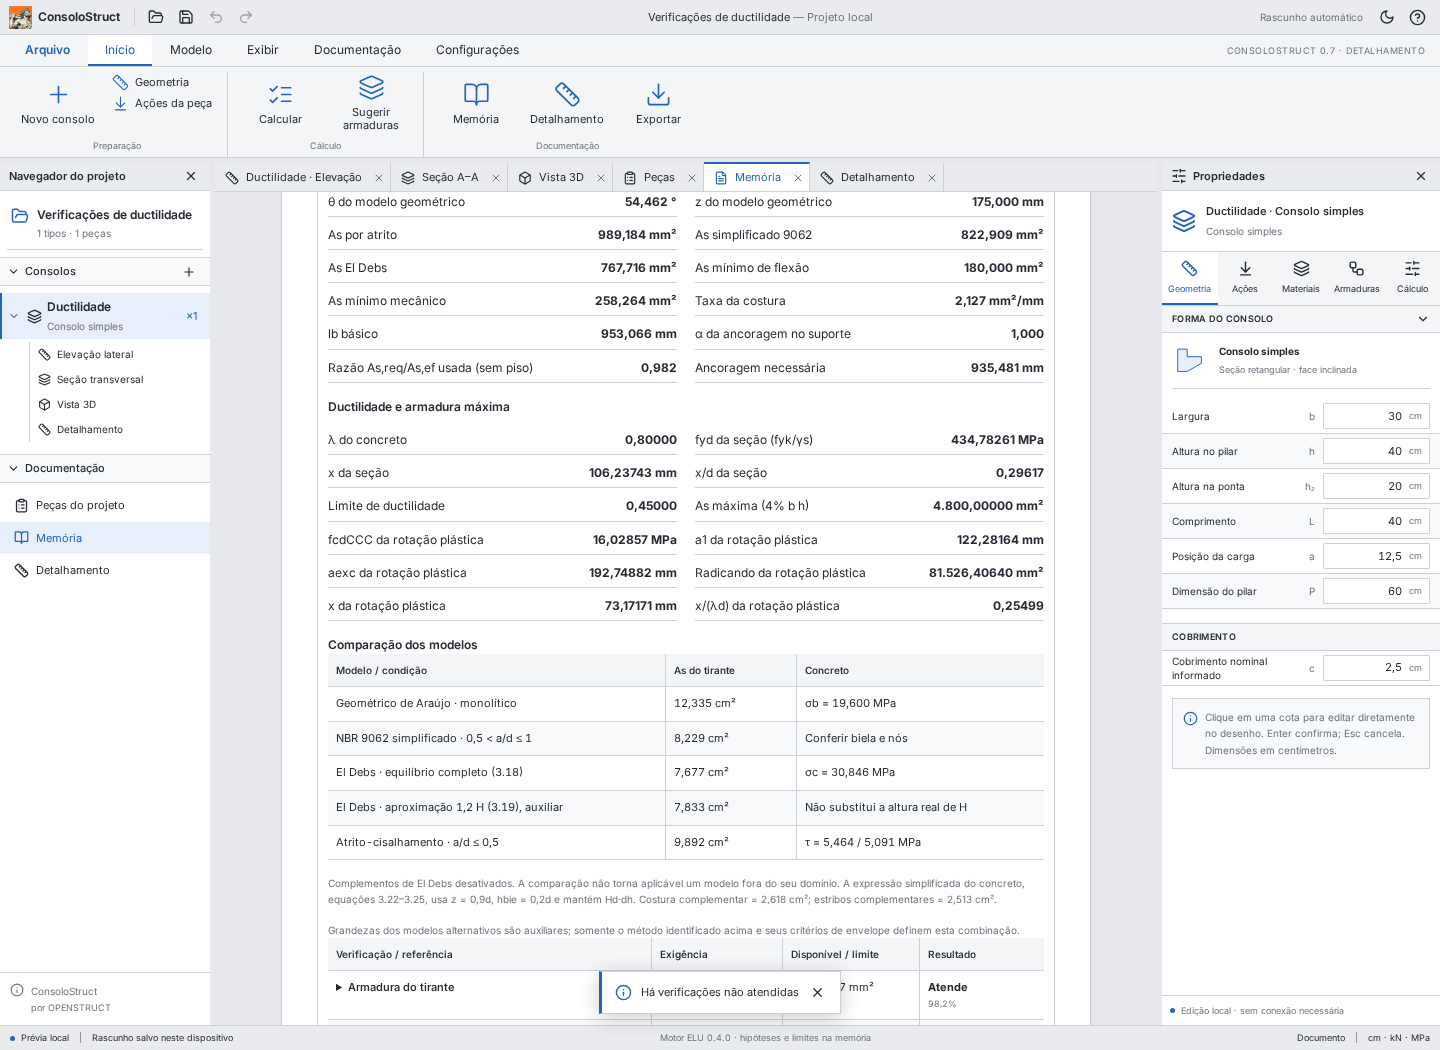 ConsoloStruct
Verificações de ductilidade — Projeto local
Rascunho automático
Arquivo
Início
Modelo
Exibir
Documentação
Configurações
CONSOLOSTRUCT 0.7 · DETALHAMENTO
Novo consolo
Geometria
Ações da peça
Preparação
Calcular
Sugerir
armaduras
Cálculo
Memória
Detalhamento
Exportar
Documentação
Navegador do projeto
Verificações de ductilidade
1 tipos · 1 peças
Consolos
Ductilidade
Consolo simples
×1
Elevação lateral
Seção transversal
Vista 3D
Detalhamento
Documentação
Peças do projeto
Memória
Detalhamento
ConsoloStruct
por OPENSTRUCT
Ductilidade · Elevação
Seção A–A
Vista 3D
Peças
Memória
Detalhamento
θ do modelo geométrico 54,462 °
z do modelo geométrico 175,000 mm
As por atrito 989,184 mm²
As simplificado 9062 822,909 mm²
As El Debs 767,716 mm²
As mínimo de flexão 180,000 mm²
As mínimo mecânico 258,264 mm²
Taxa da costura 2,127 mm²/mm
lb básico 953,066 mm
α da ancoragem no suporte 1,000
Razão As,req/As,ef usada (sem piso) 0,982
Ancoragem necessária 935,481 mm
Ductilidade e armadura máxima
λ do concreto 0,80000
fyd da seção (fyk/γs) 434,78261 MPa
x da seção 106,23743 mm
x/d da seção 0,29617
Limite de ductilidade 0,45000
As máxima (4% b h) 4.800,00000 mm²
fcdCCC da rotação plástica 16,02857 MPa
a1 da rotação plástica 122,28164 mm
aexc da rotação plástica 192,74882 mm
Radicando da rotação plástica 81.526,40640 mm²
x da rotação plástica 73,17171 mm
x/(λd) da rotação plástica 0,25499
Comparação dos modelos
Modelo / condição As do tirante Concreto
Geométrico de Araújo · monolítico 12,335 cm² σb = 19,600 MPa
NBR 9062 simplificado · 0,5 < a/d ≤ 1 8,229 cm² Conferir biela e nós
El Debs · equilíbrio completo (3.18) 7,677 cm² σc = 30,846 MPa
El Debs · aproximação 1,2 H (3.19), auxiliar 7,833 cm² Não substitui a altura real de H
Atrito-cisalhamento · a/d ≤ 0,5 9,892 cm² τ = 5,464 / 5,091 MPa
Complementos de El Debs desativados. A comparação não torna aplicável um modelo fora do seu domínio. A expressão simplificada do concreto,
equações 3.22–3.25, usa z = 0,9d, hbie = 0,2d e mantém Hd·dh. Costura complementar = 2,618 cm²; estribos complementares = 2,513 cm².
Grandezas dos modelos alternativos são auxiliares; somente o método identificado acima e seus critérios de envelope definem esta combinação.
Verificação / referência Exigência Disponível / limite Resultado
Armadura do tirante 7 mm² Atende
98,2%
Há verificações não atendidas
Propriedades
Ductilidade · Consolo simples
Consolo simples
Geometria
Ações
Materiais
Armaduras
Cálculo
FORMA DO CONSOLO
Consolo simples
Seção retangular · face inclinada
Largura b 30 cm
Altura no pilar h 40 cm
Altura na ponta h₂ 20 cm
Comprimento L 40 cm
Posição da carga a 12,5 cm
Dimensão do pilar P 60 cm
COBRIMENTO
Cobrimento nominal
informado c 2,5 cm
Clique em uma cota para editar diretamente
no desenho. Enter confirma; Esc cancela.
Dimensões em centímetros.
Edição local · sem conexão necessária
Prévia local
Rascunho salvo neste dispositivo
Motor ELU 0.4.0 · hipóteses e limites na memória
Documento
cm · kN · MPa